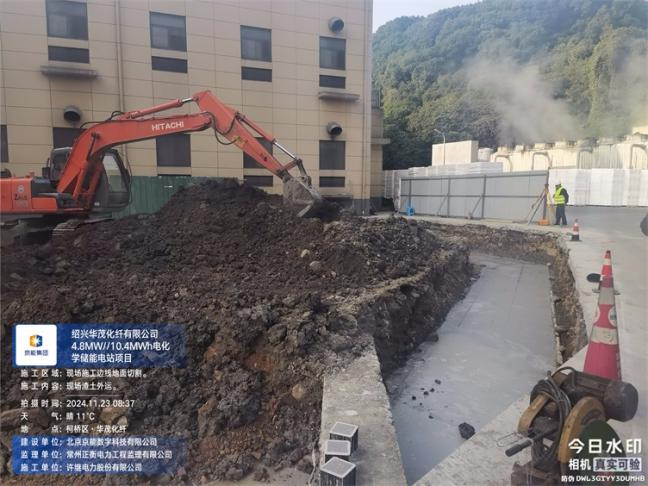 HITACHI
京能集团
绍兴华茂化纤有限公司
4.8MW//10.4MWh电化
学储能电站项目
施工区域：现场施工边线地面切割。
施工内容：现场渣土外运。
拍摄时间：2024.11.23 08:37
天气：晴 11℃
地点：柯桥区·华茂化纤
建设单位：北京京能数字科技有限公司
监理单位：常州正衡电力工程监理有限公司
施工单位：许继电力股份有限公司
今日水印
相机 真实可验
防伪 DWL3GTYY3DUMHB